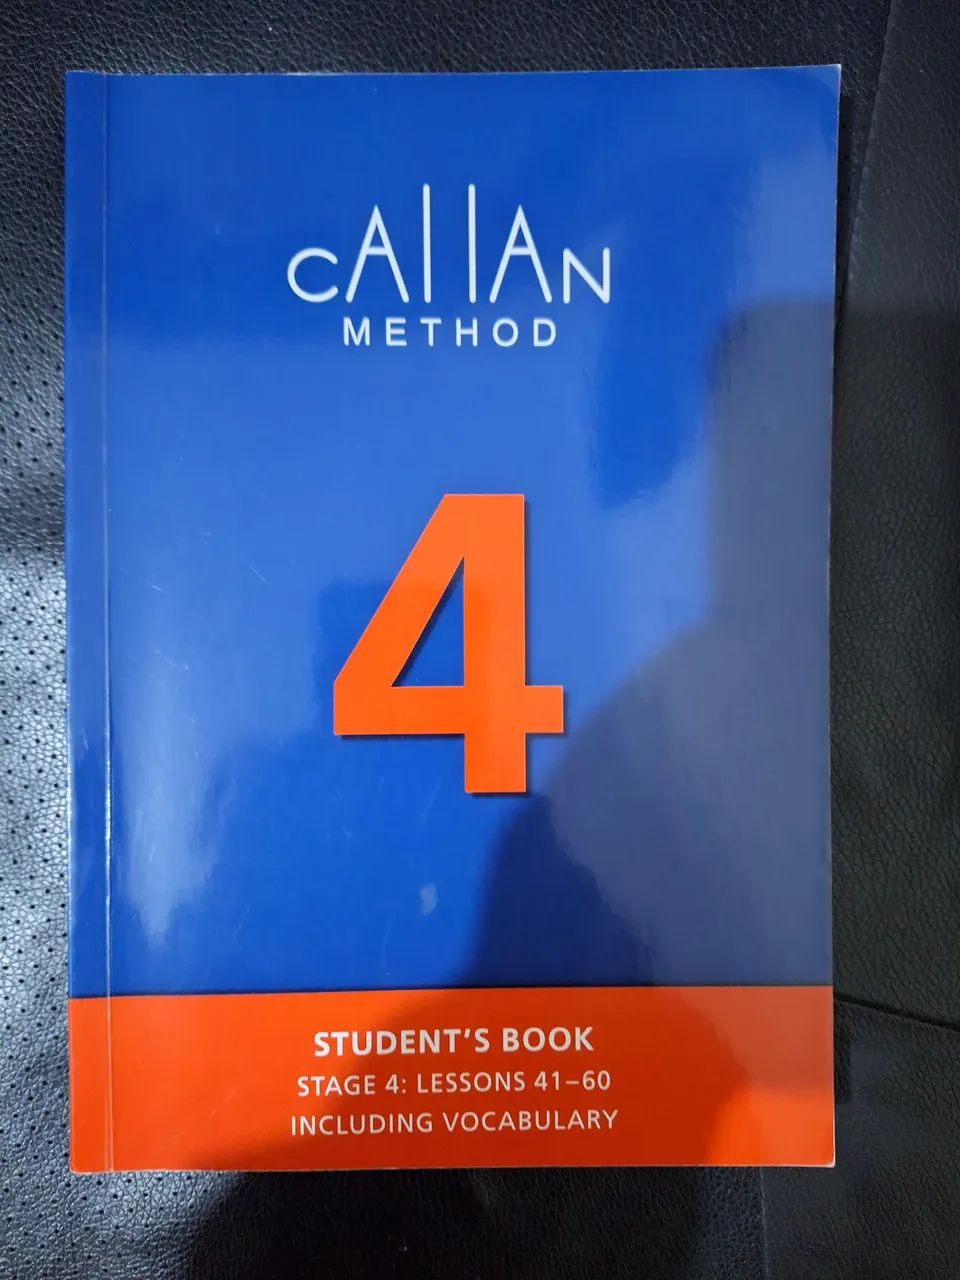 CALLAN
METHOD
4
STUDENT'S BOOK
STAGE 4: LESSONS 41–60
INCLUDING VOCABULARY